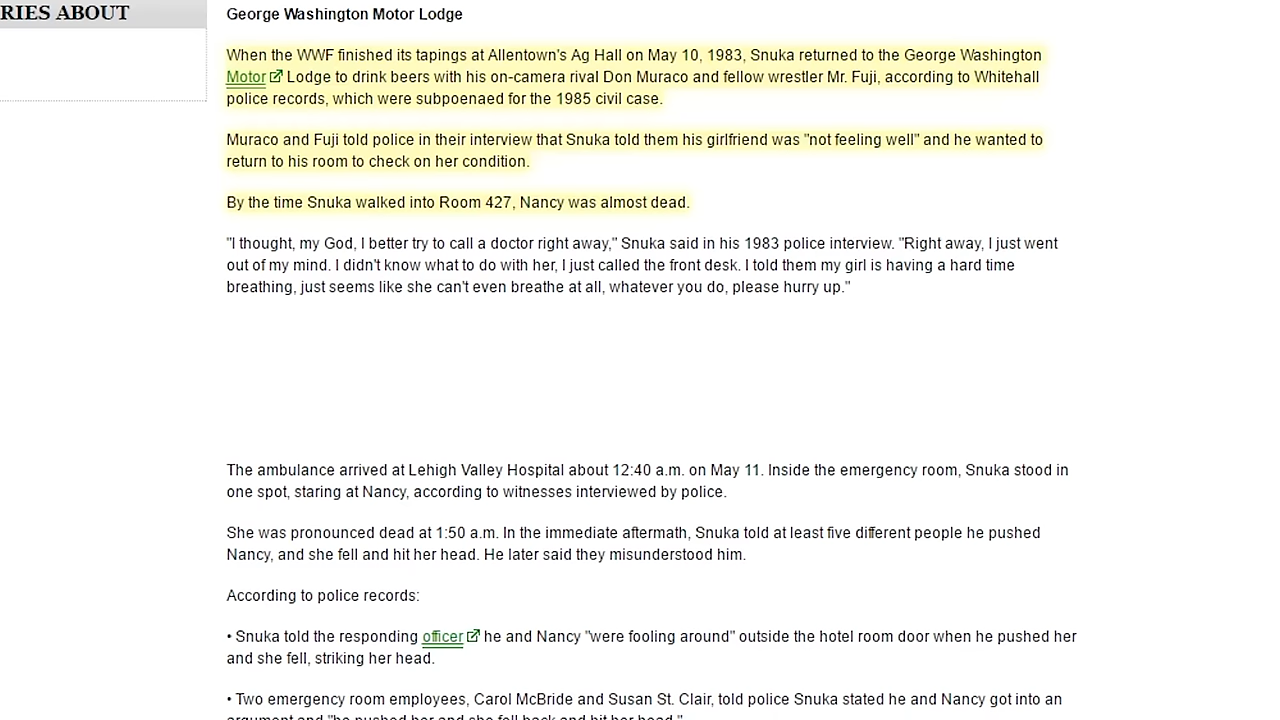 RIES ABOUT
George Washington Motor Lodge
When the WWF finished its tapings at Allentown's Ag Hall on May 10, 1983, Snuka returned to the George Washington
Motor Lodge to drink beers with his on-camera rival Don Muraco and fellow wrestler Mr. Fuji, according to Whitehall
police records, which were subpoenaed for the 1985 civil case.
Muraco and Fuji told police in their interview that Snuka told them his girlfriend was "not feeling well" and he wanted to
return to his room to check on her condition.
By the time Snuka walked into Room 427, Nancy was almost dead.
"I thought, my God, I better try to call a doctor right away," Snuka said in his 1983 police interview. "Right away, I just went
out of my mind. I didn't know what to do with her, I just called the front desk. I told them my girl is having a hard time
breathing, just seems like she can't even breathe at all, whatever you do, please hurry up."
The ambulance arrived at Lehigh Valley Hospital about 12:40 a.m. on May 11. Inside the emergency room, Snuka stood in
one spot, staring at Nancy, according to witnesses interviewed by police.
She was pronounced dead at 1:50 a.m. In the immediate aftermath, Snuka told at least five different people he pushed
Nancy, and she fell and hit her head. He later said they misunderstood him.
According to police records:
• Snuka told the responding officer he and Nancy "were fooling around" outside the hotel room door when he pushed her
and she fell, striking her head.
• Two emergency room employees, Carol McBride and Susan St. Clair, told police Snuka stated he and Nancy got into an
argument and "he pushed her and she fell back and hit her head."